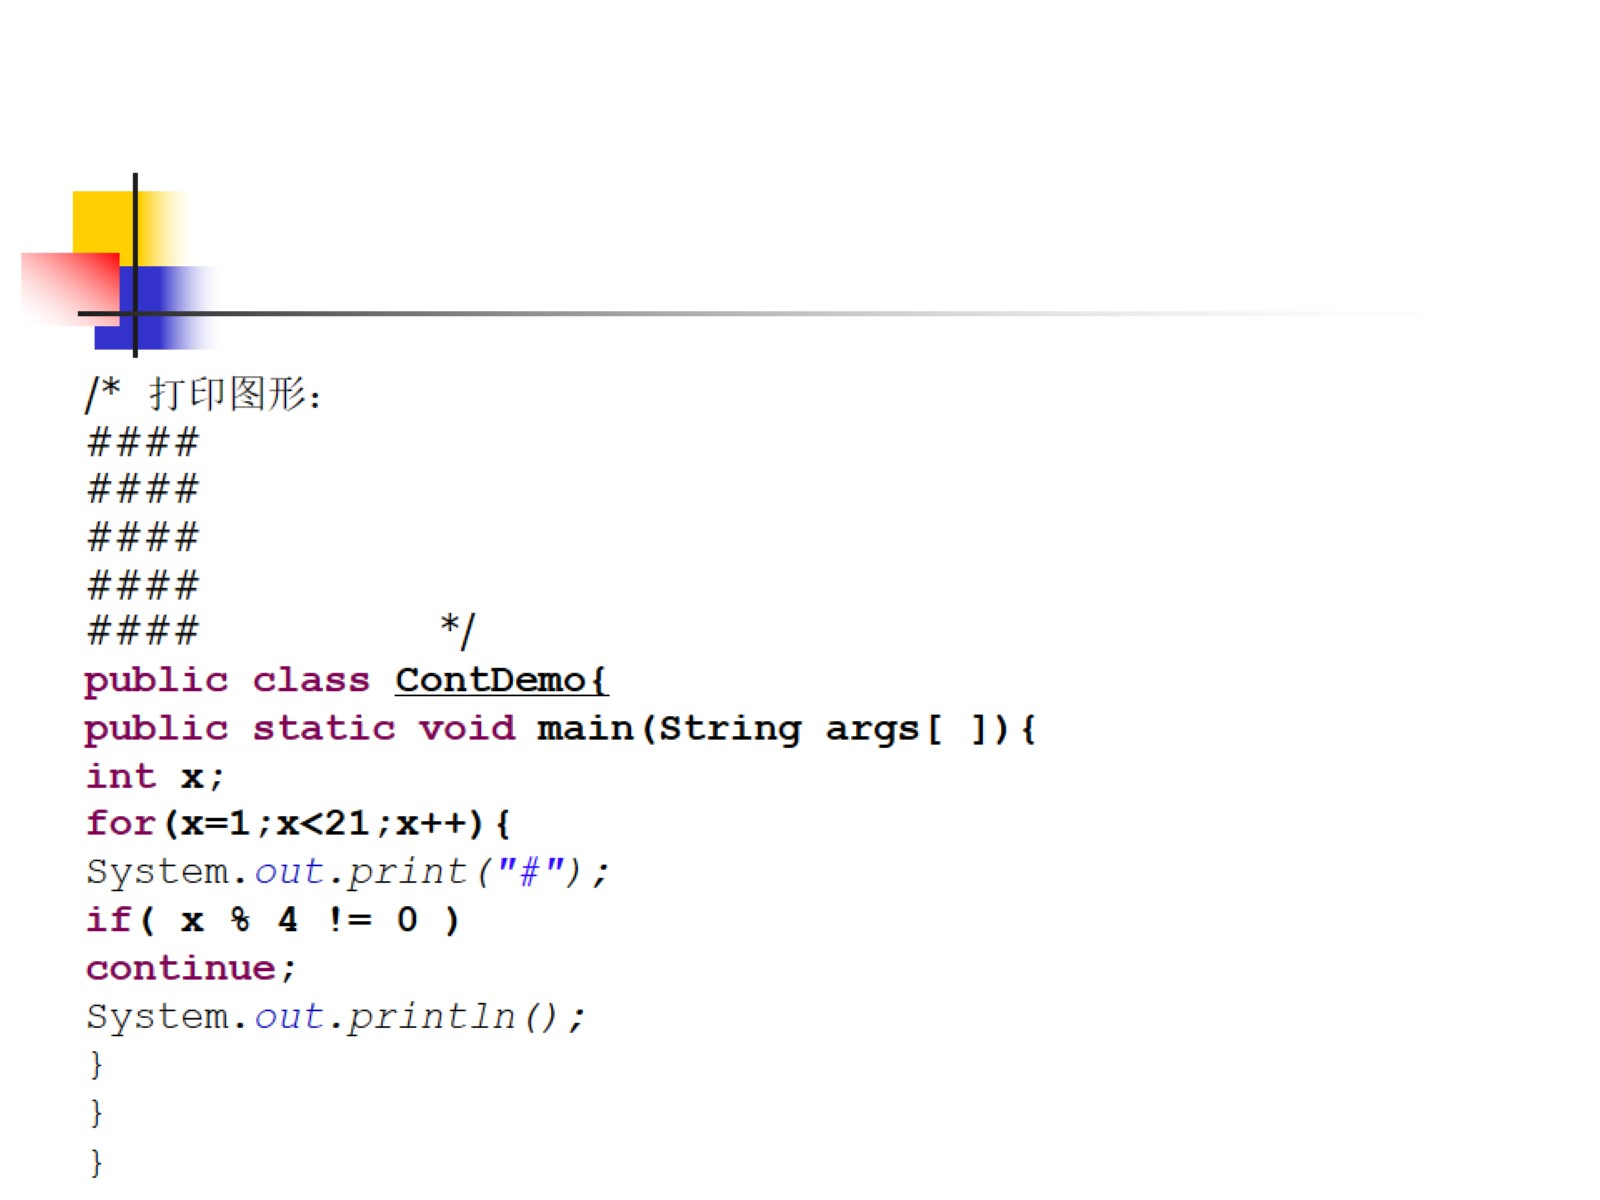 /* 打印图形：
####
####
####
####
#### */
public class ContDemo{
public static void main(String args[ ]){
int x;
for(x=1;x<21;x++){
System.out.print("#");
if( x % 4 != 0 )
continue;
System.out.println();
}
}
}